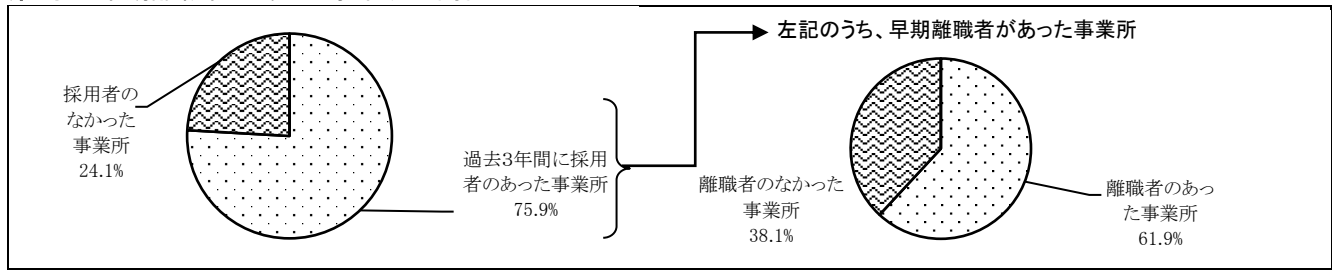 左記のうち、早期離職者があった事業所
採用者の
なかった
事業所
24.1%
過去3年間に採用
者のあった事業所
75.9%
離職者のなかった
事業所
38.1%
離職者のあっ
た事業所
61.9%